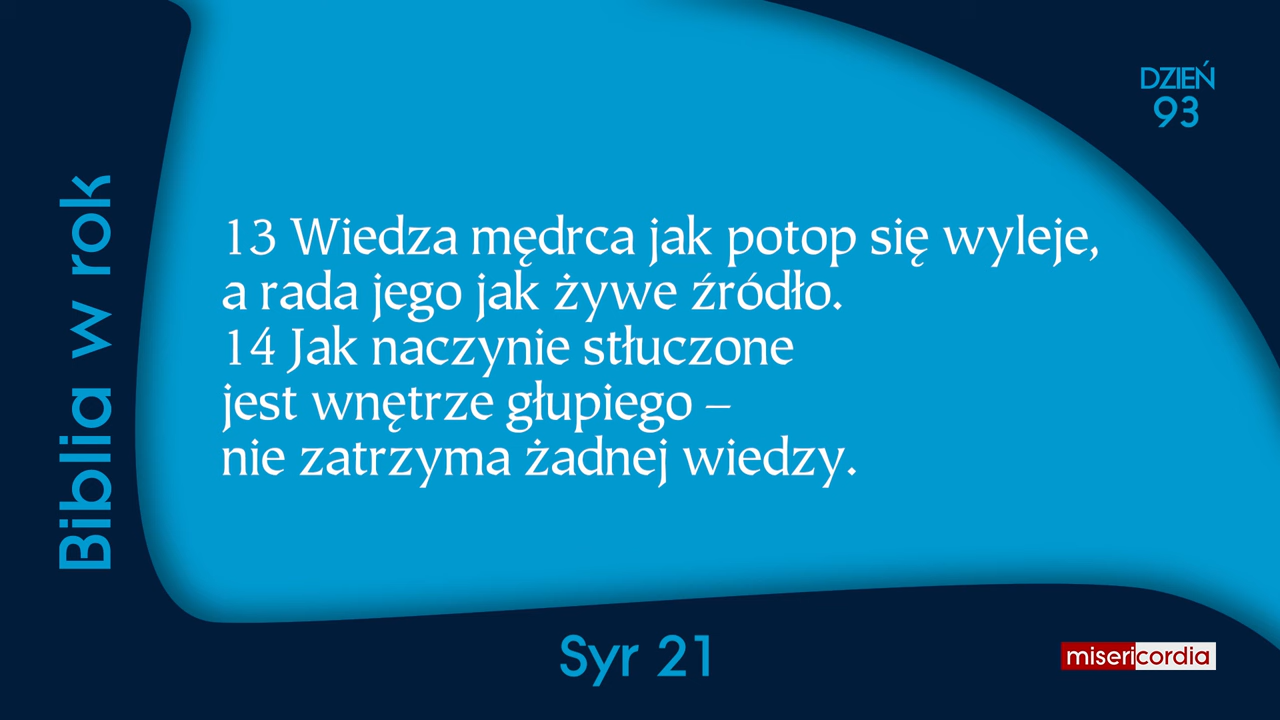 DZIEŃ
93
Biblia w rok
13 Wiedza mędrca jak potop się wyleje,
a rada jego jak żywe źródło.
14 Jak naczynie stłuczone
jest wnętrze głupiego –
nie zatrzyma żadnej wiedzy.
Syr 21
misericordia